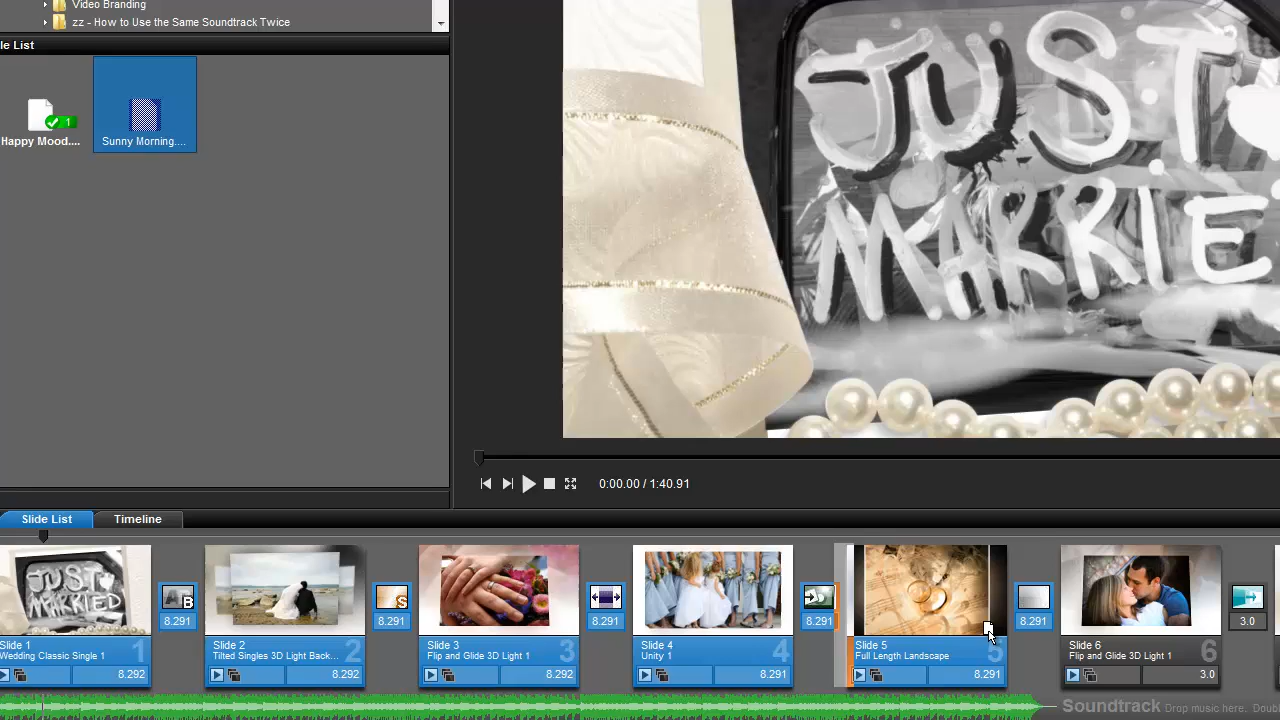 Video Branding
zz - How to Use the Same Soundtrack Twice
le List
1
Happy Mood....
Sunny Morning....
JUST
MARRIE
0:00.00 / 1:40.91
Slide List
Timeline
JUST
MARRIED
B
8.291
S
8.291
8.291
8.291
8.291
3.0
Slide 1
Wedding Classic Single 1
1
8.292
Slide 2
Tilted Singles 3D Light Back...
2
8.292
Slide 3
Flip and Glide 3D Light 1
3
8.292
Slide 4
Unity 1
4
8.291
Slide 5
Full Length Landscape
5
8.291
Slide 6
Flip and Glide 3D Light 1
6
3.0
Soundtrack Drop music here. Doub